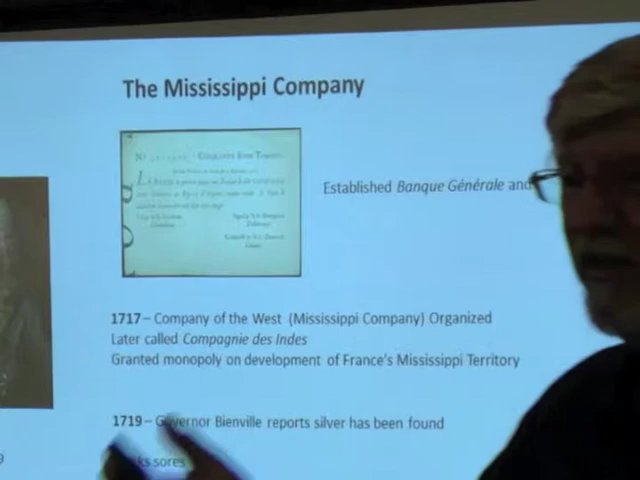 The Mississippi Company
Established Banque Générale and
1717 – Company of the West (Mississippi Company) Organized
Later called Compagnie des Indes
Granted monopoly on development of France's Mississippi Territory
1719 – Governor Bienville reports silver has been found
sores